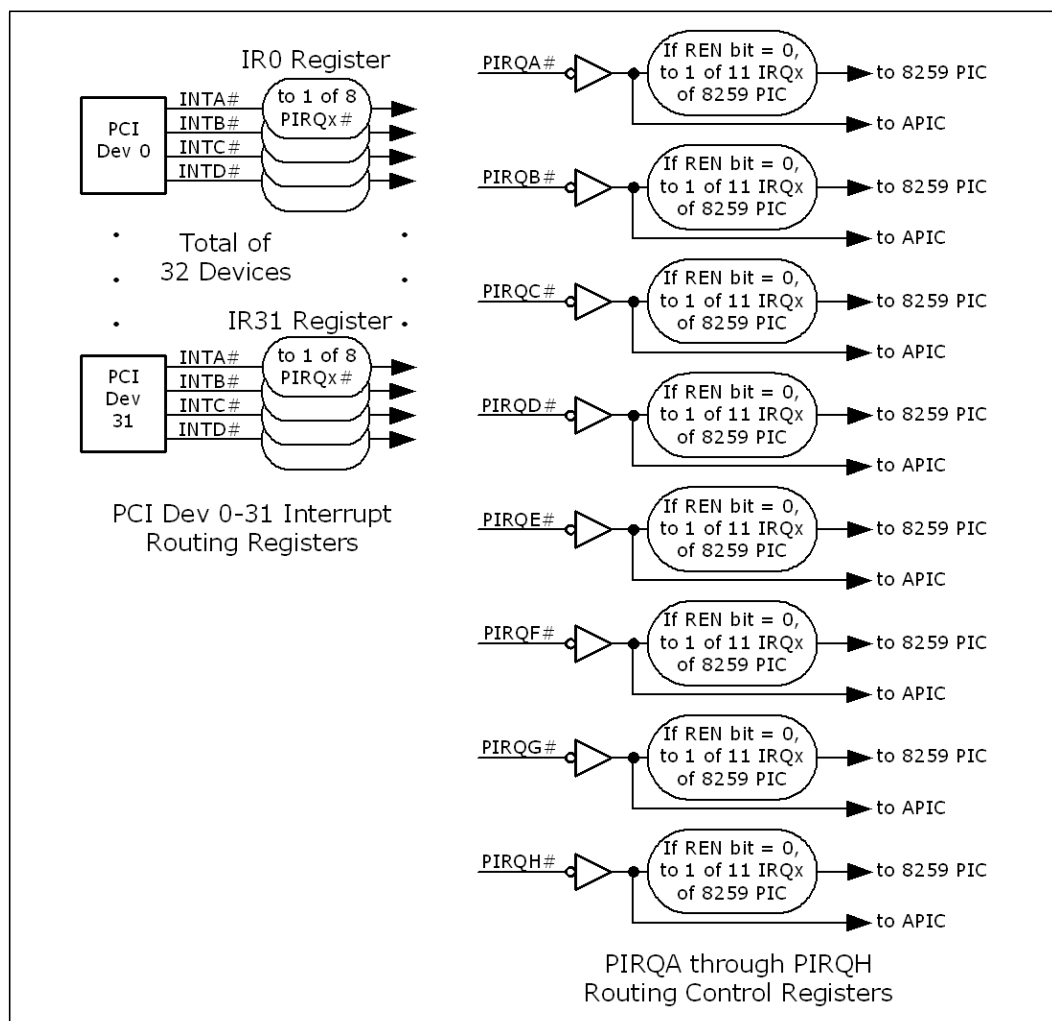 IR0 Register
PCI
Dev 0
INTA#
INTB#
INTC#
INTD#
to 1 of 8
PIRQx#
Total of
32 Devices
IR31 Register
PCI
Dev
31
INTA#
INTB#
INTC#
INTD#
to 1 of 8
PIRQx#
PCI Dev 0-31 Interrupt
Routing Registers
PIRQA#
If REN bit = 0,
to 1 of 11 IRQx
of 8259 PIC
to 8259 PIC
to APIC
PIRQB#
If REN bit = 0,
to 1 of 11 IRQx
of 8259 PIC
to 8259 PIC
to APIC
PIRQC#
If REN bit = 0,
to 1 of 11 IRQx
of 8259 PIC
to 8259 PIC
to APIC
PIRQD#
If REN bit = 0,
to 1 of 11 IRQx
of 8259 PIC
to 8259 PIC
to APIC
PIRQE#
If REN bit = 0,
to 1 of 11 IRQx
of 8259 PIC
to 8259 PIC
to APIC
PIRQF#
If REN bit = 0,
to 1 of 11 IRQx
of 8259 PIC
to 8259 PIC
to APIC
PIRQG#
If REN bit = 0,
to 1 of 11 IRQx
of 8259 PIC
to 8259 PIC
to APIC
PIRQH#
If REN bit = 0,
to 1 of 11 IRQx
of 8259 PIC
to 8259 PIC
to APIC
PIRQA through PIRQH
Routing Control Registers